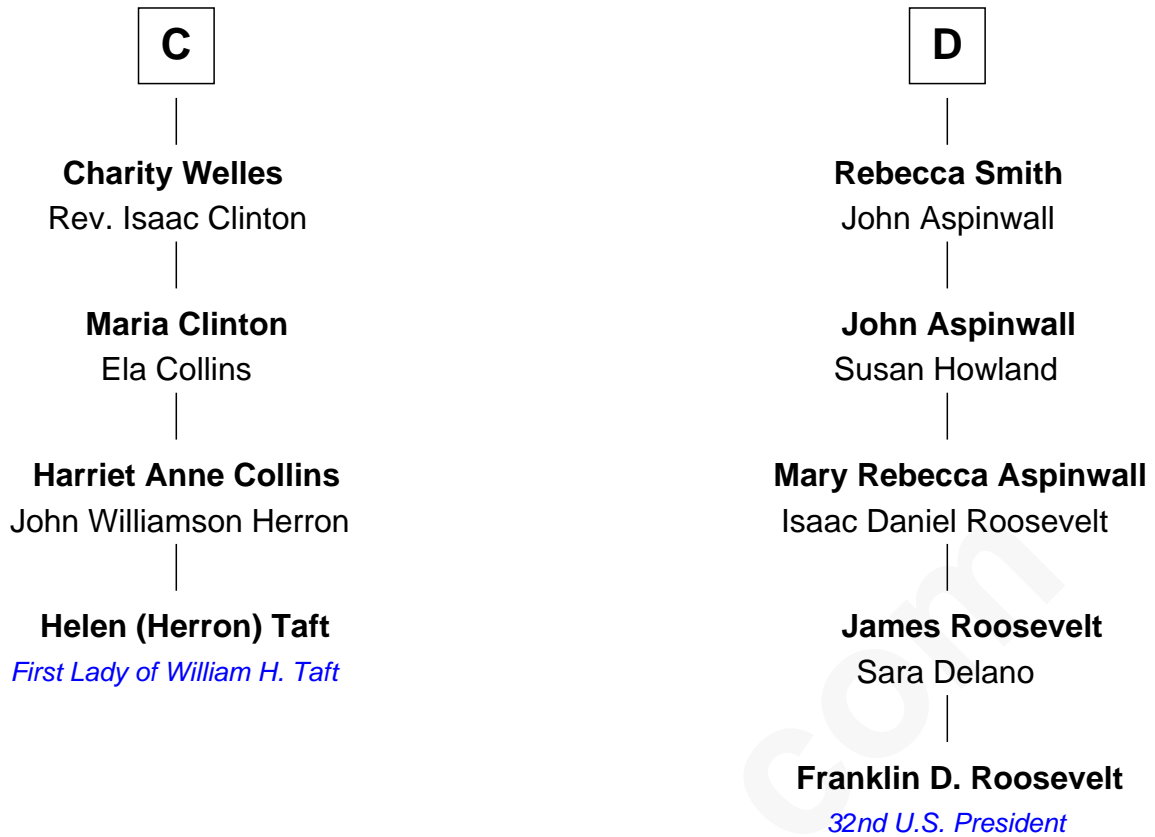 C
Charity Welles
Rev. Isaac Clinton
Maria Clinton
Ela Collins
Harriet Anne Collins
John Williamson Herron
Helen (Herron) Taft
First Lady of William H. Taft
D
Rebecca Smith
John Aspinwall
John Aspinwall
Susan Howland
Mary Rebecca Aspinwall
Isaac Daniel Roosevelt
James Roosevelt
Sara Delano
Franklin D. Roosevelt
32nd U.S. President
com